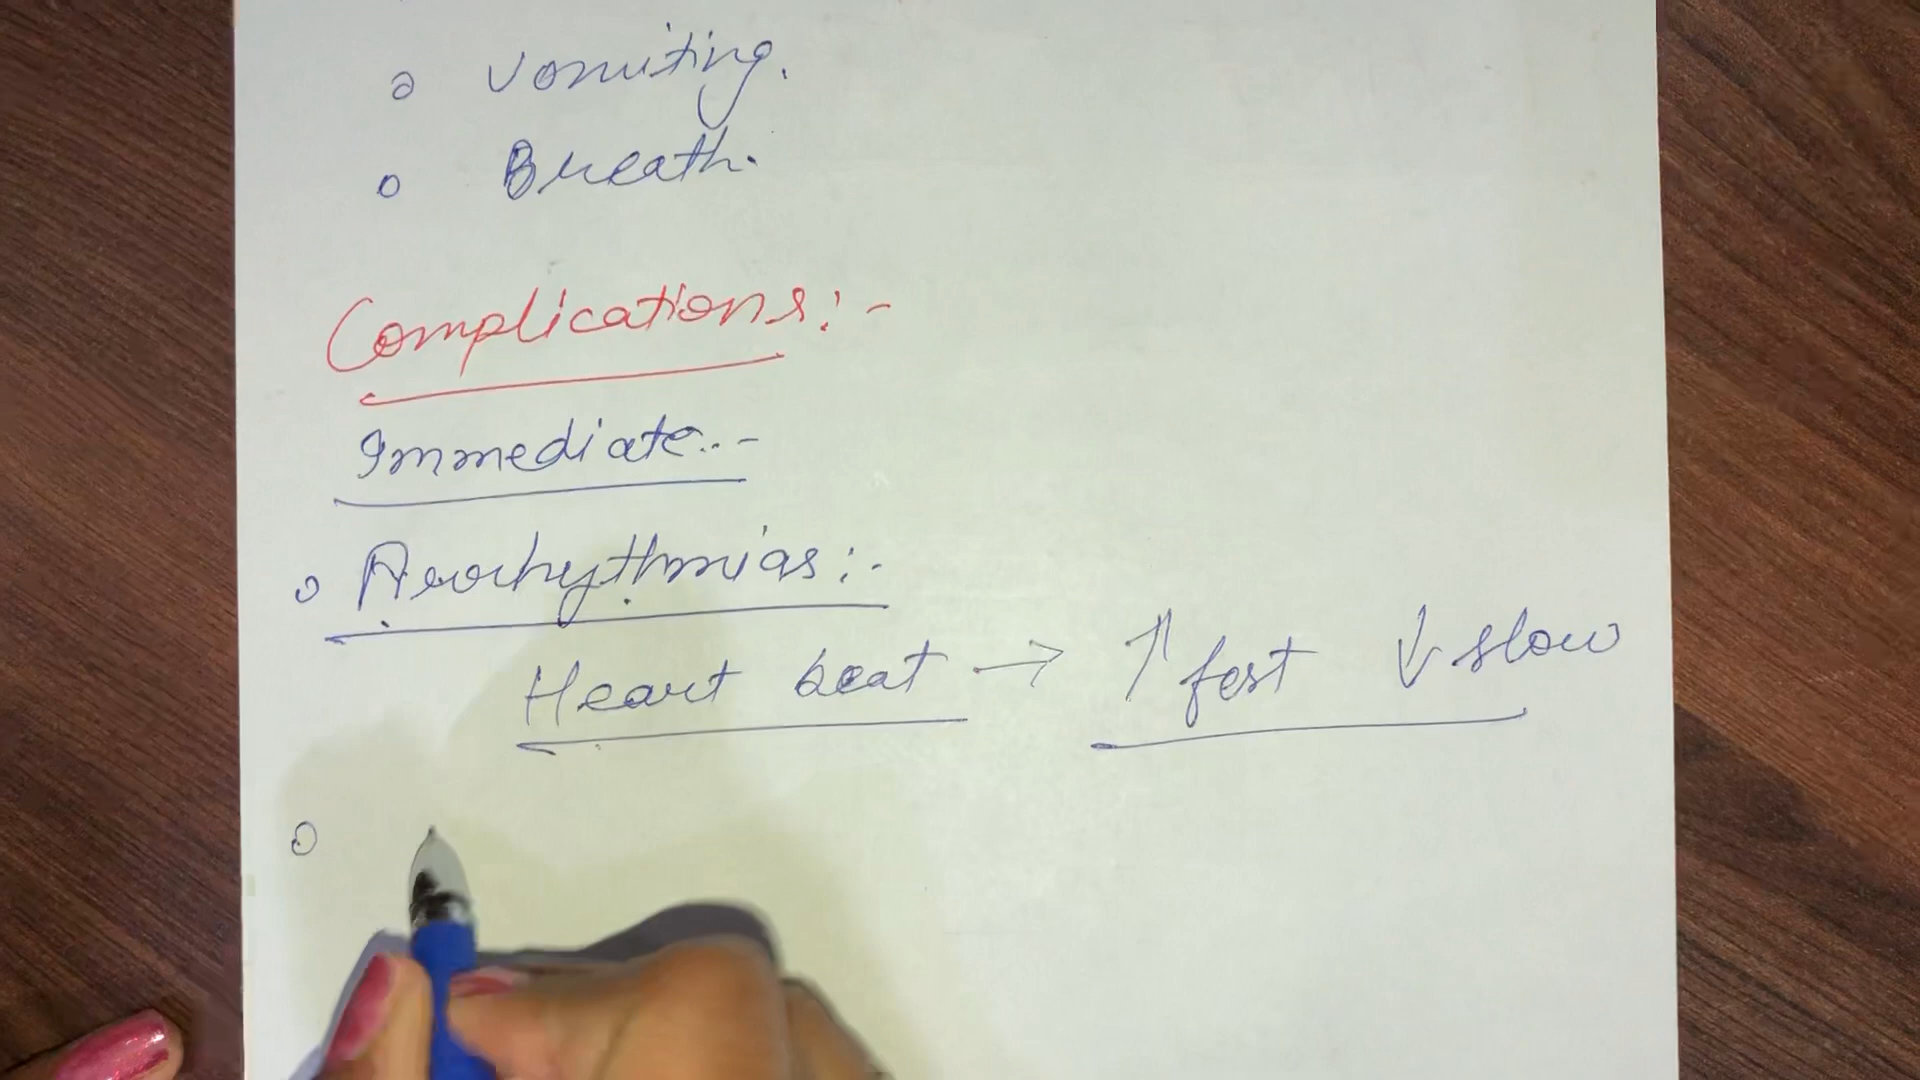 o Vomiting.
o Breath.
Complications:-
Immediate:-
o Arrhythmias:-
Heart beat → ↑ fast ↓ slow
o